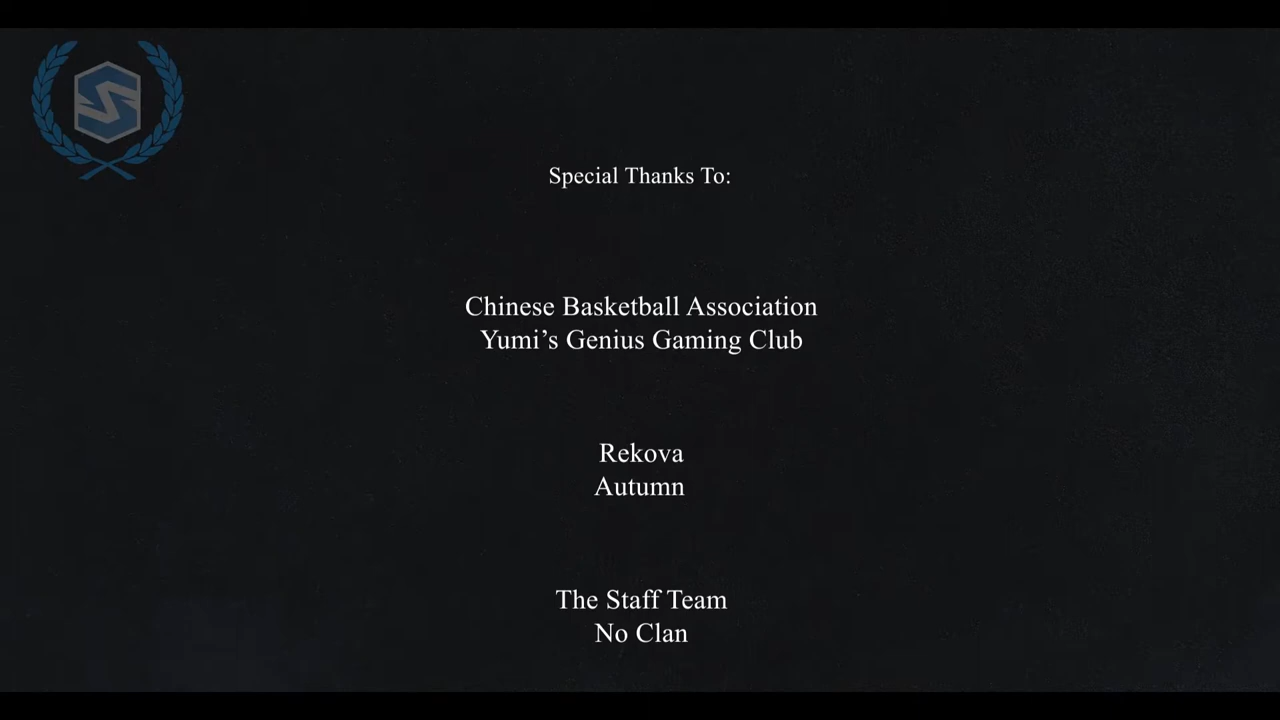 Special Thanks To:
Chinese Basketball Association
Yumi’s Genius Gaming Club
Rekova
Autumn
The Staff Team
No Clan